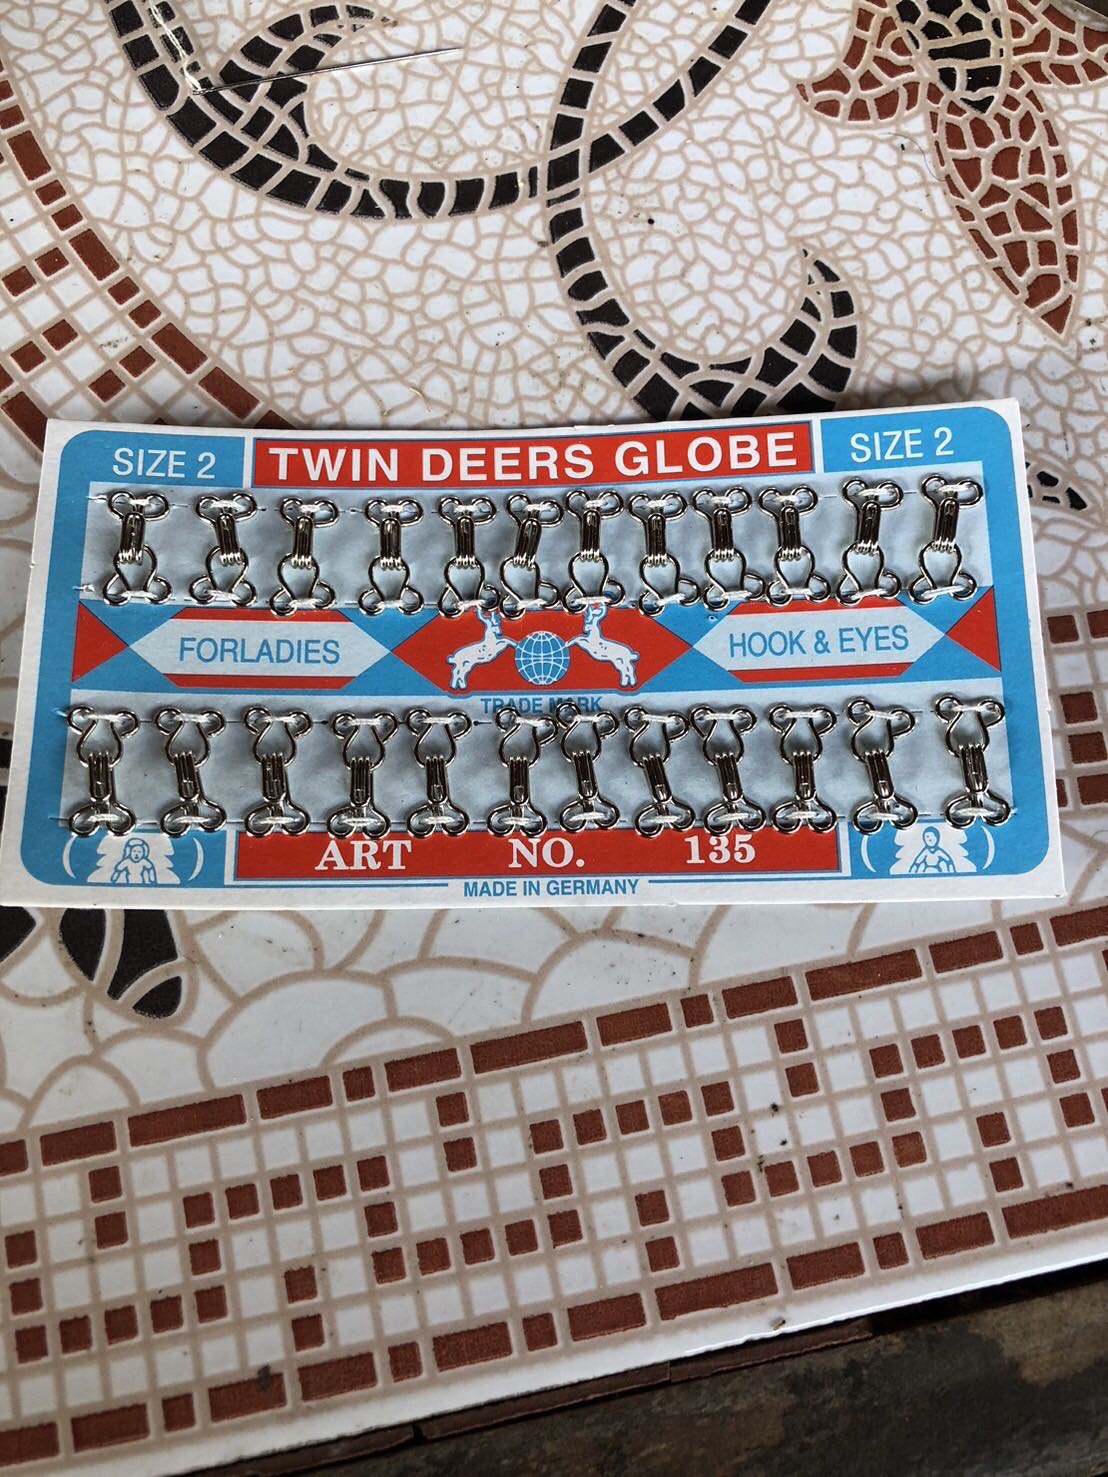 SIZE 2
TWIN DEERS GLOBE
SIZE 2
FORLADIES
HOOK & EYES
TRADE MARK
ART NO. 135
MADE IN GERMANY